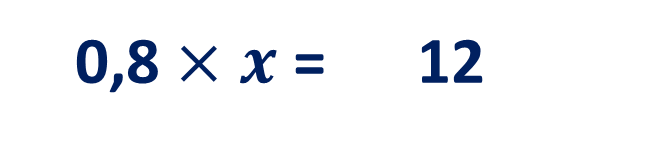 0,8 × x = 12